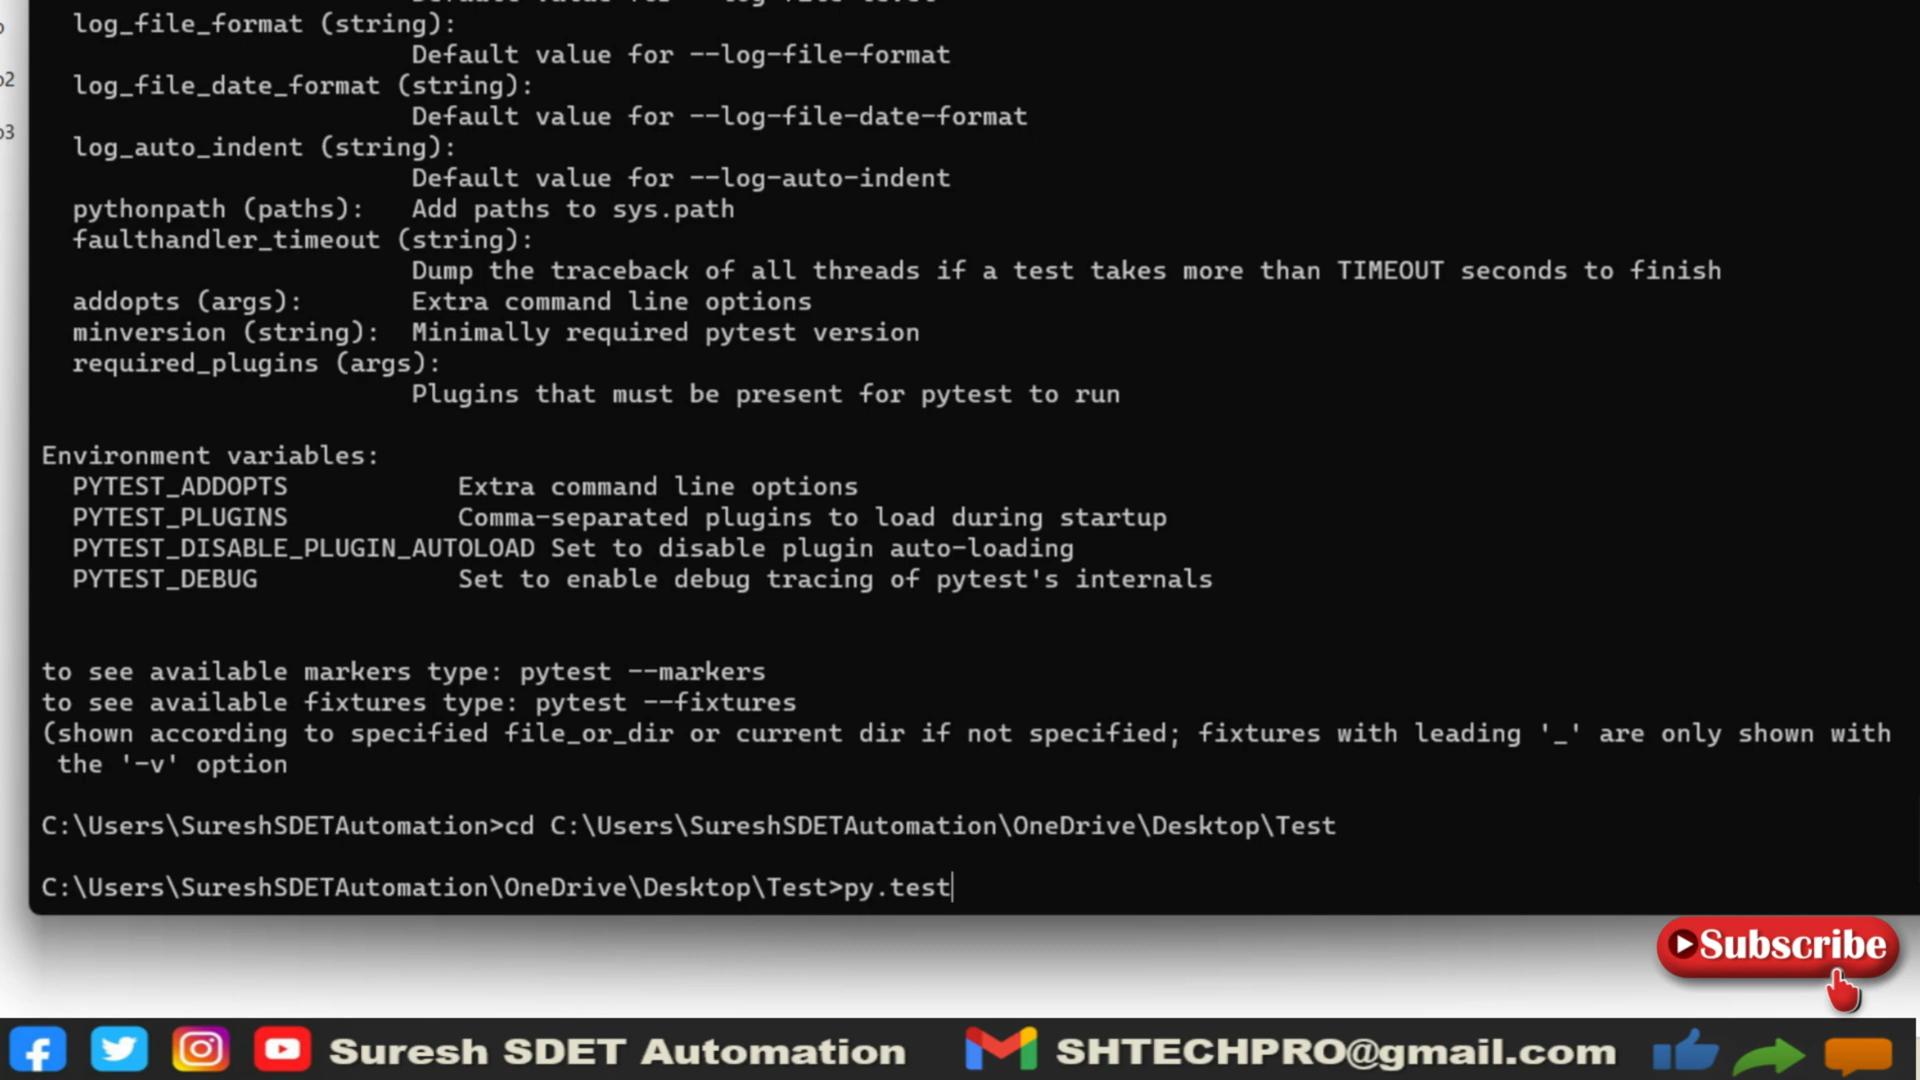 Default value for --log-file-level
log_file_format (string):
Default value for --log-file-format
log_file_date_format (string):
Default value for --log-file-date-format
log_auto_indent (string):
Default value for --log-auto-indent
pythonpath (paths): Add paths to sys.path
faulthandler_timeout (string):
Dump the traceback of all threads if a test takes more than TIMEOUT seconds to finish
addopts (args): Extra command line options
minversion (string): Minimally required pytest version
required_plugins (args):
Plugins that must be present for pytest to run
Environment variables:
PYTEST_ADDOPTS Extra command line options
PYTEST_PLUGINS Comma-separated plugins to load during startup
PYTEST_DISABLE_PLUGIN_AUTOLOAD Set to disable plugin auto-loading
PYTEST_DEBUG Set to enable debug tracing of pytest's internals
to see available markers type: pytest --markers
to see available fixtures type: pytest --fixtures
(shown according to specified file_or_dir or current dir if not specified; fixtures with leading '_' are only shown with
the '-v' option
C:\Users\SureshSDETAutomation>cd C:\Users\SureshSDETAutomation\OneDrive\Desktop\Test
C:\Users\SureshSDETAutomation\OneDrive\Desktop\Test>py.test
Subscribe
Suresh SDET Automation SHTECHPRO@gmail.com